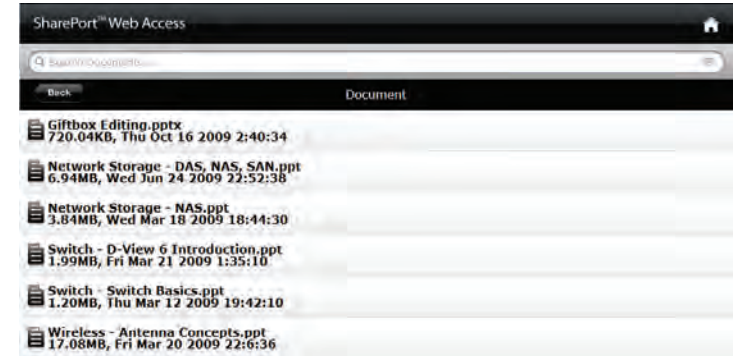 SharePort™ Web Access
Search Documents...
Back
Document
Giftbox Editing.pptx
720.04KB, Thu Oct 16 2009 2:40:34
Network Storage - DAS, NAS, SAN.ppt
6.94MB, Wed Jun 24 2009 22:52:38
Network Storage - NAS.ppt
3.84MB, Wed Mar 18 2009 18:44:30
Switch - D-View 6 Introduction.ppt
1.99MB, Fri Mar 21 2009 1:35:10
Switch - Switch Basics.ppt
1.20MB, Thu Mar 12 2009 19:42:10
Wireless - Antenna Concepts.ppt
17.08MB, Fri Mar 20 2009 22:6:36